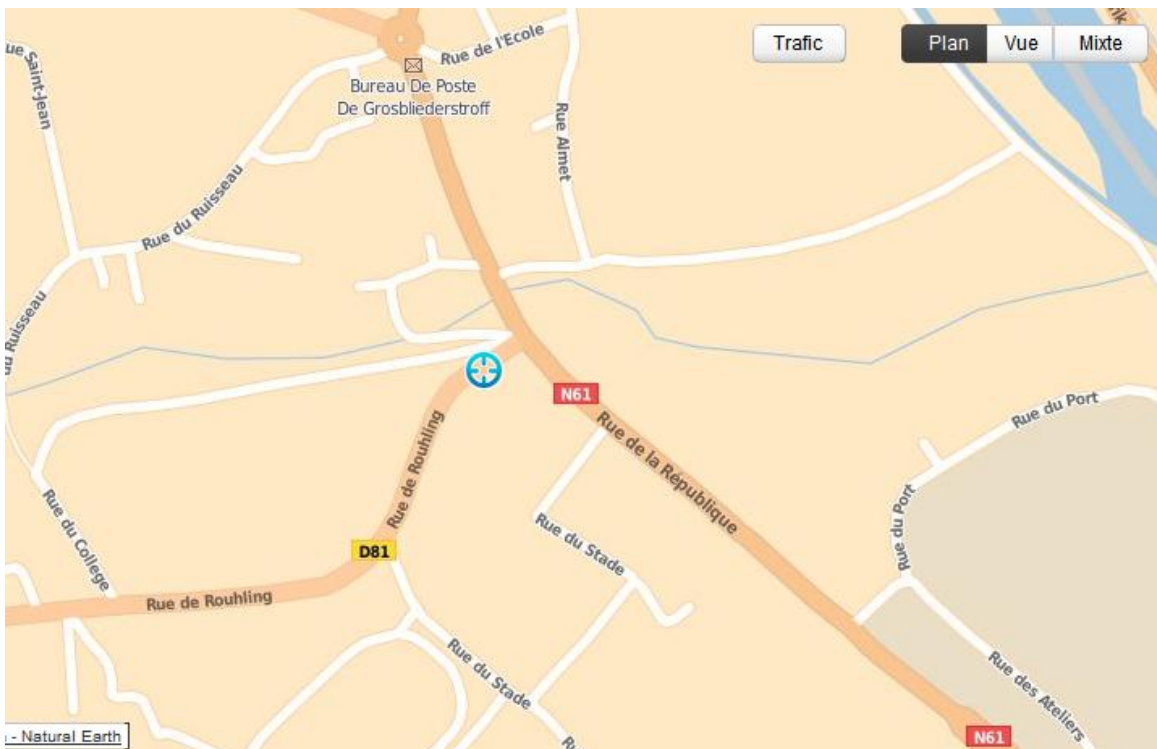 Trafic
Plan
Vue
Mixte
Rue de l'Ecole
Bureau De Poste
De Grosbliederstroff
ue Saint-Jean
Rue Almet
Rue du Ruisseau
du Ruisseau
N61
Rue du Port
Rue de Rouhling
Rue de la République
Rue du Port
Rue du College
D81
Rue du Stade
Rue de Rouhling
Rue du Stade
Rue des Ateliers
N61
- Natural Earth